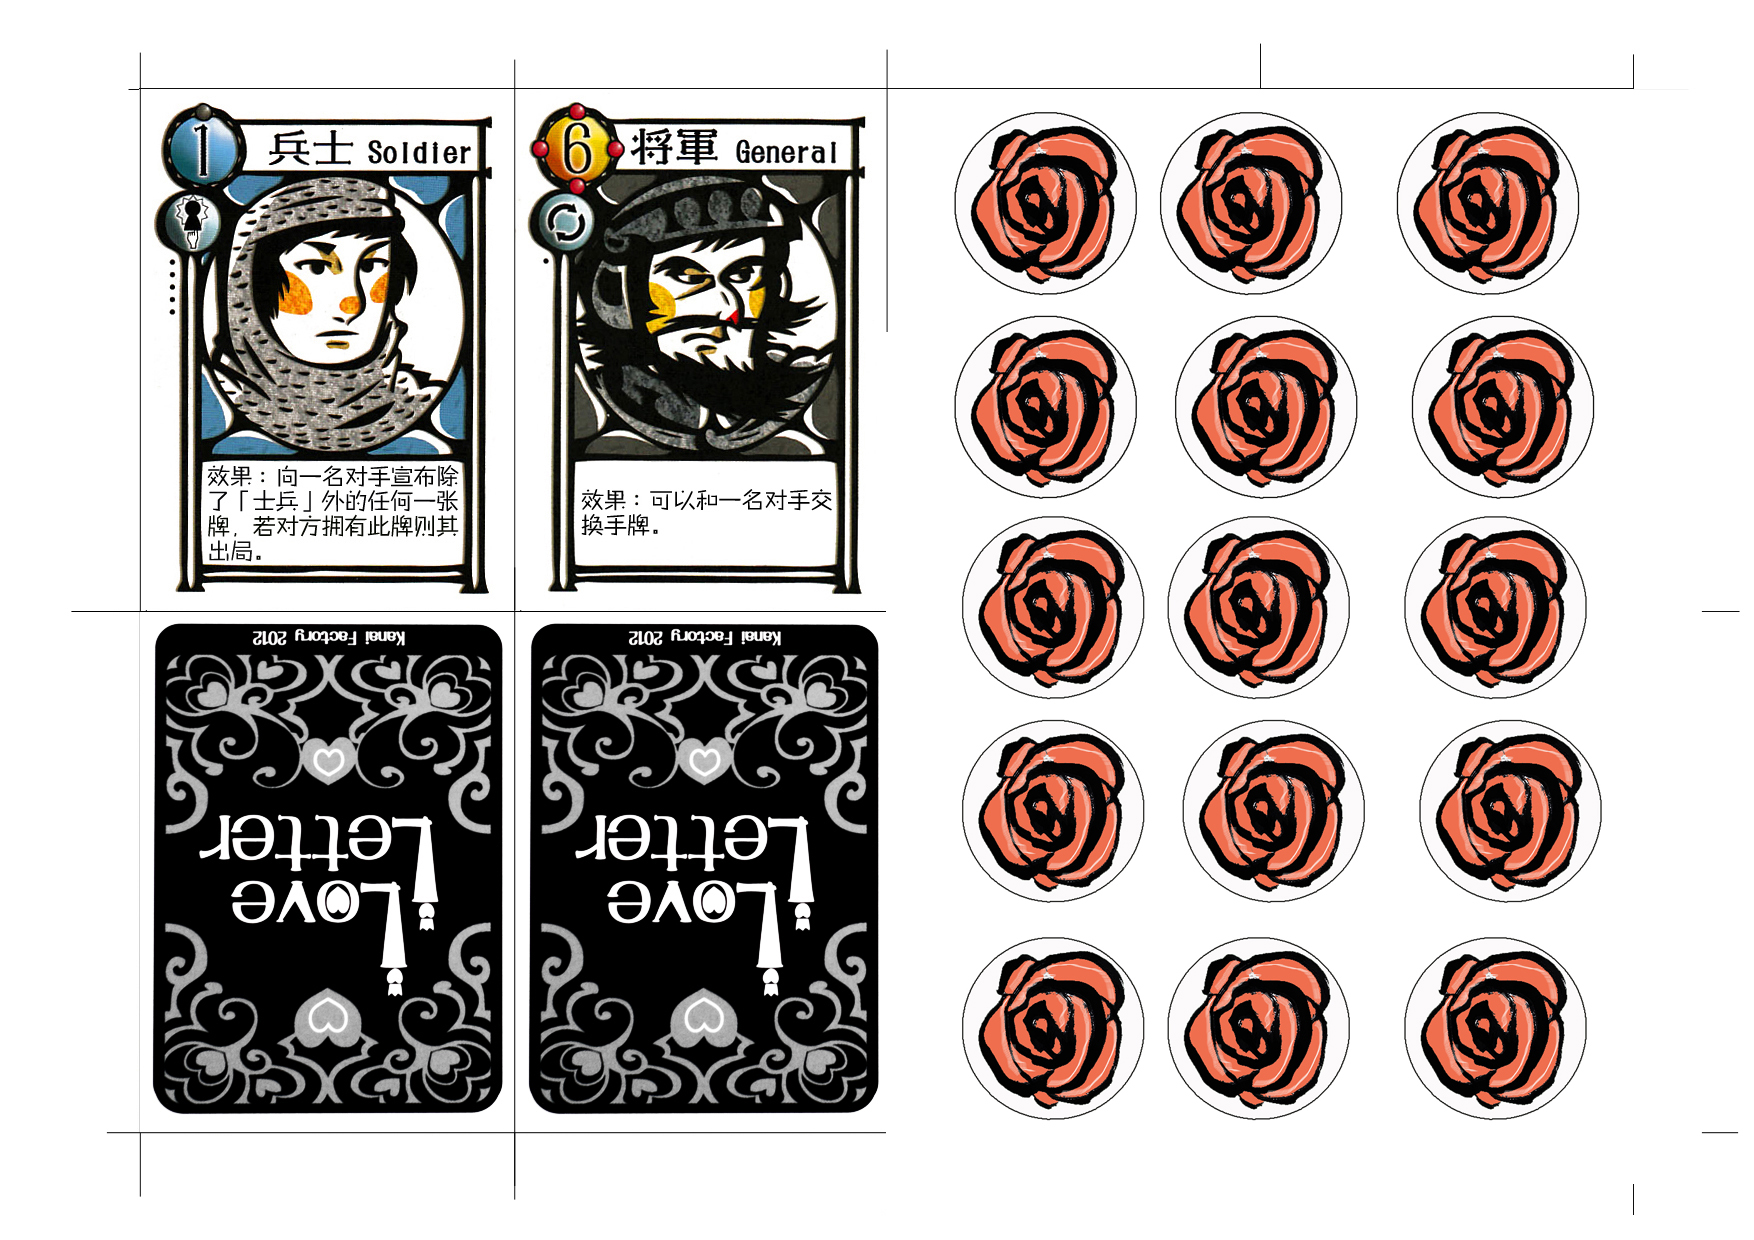 1
兵士 Soldier
效果：向一名对手宣布除
了「士兵」外的任何一张
牌，若对方拥有此牌则其
出局。
6
将軍 General
效果：可以和一名对手交
换手牌。
Love
Letter
Kanai Factory 2012
Love
Letter
Kanai Factory 2012